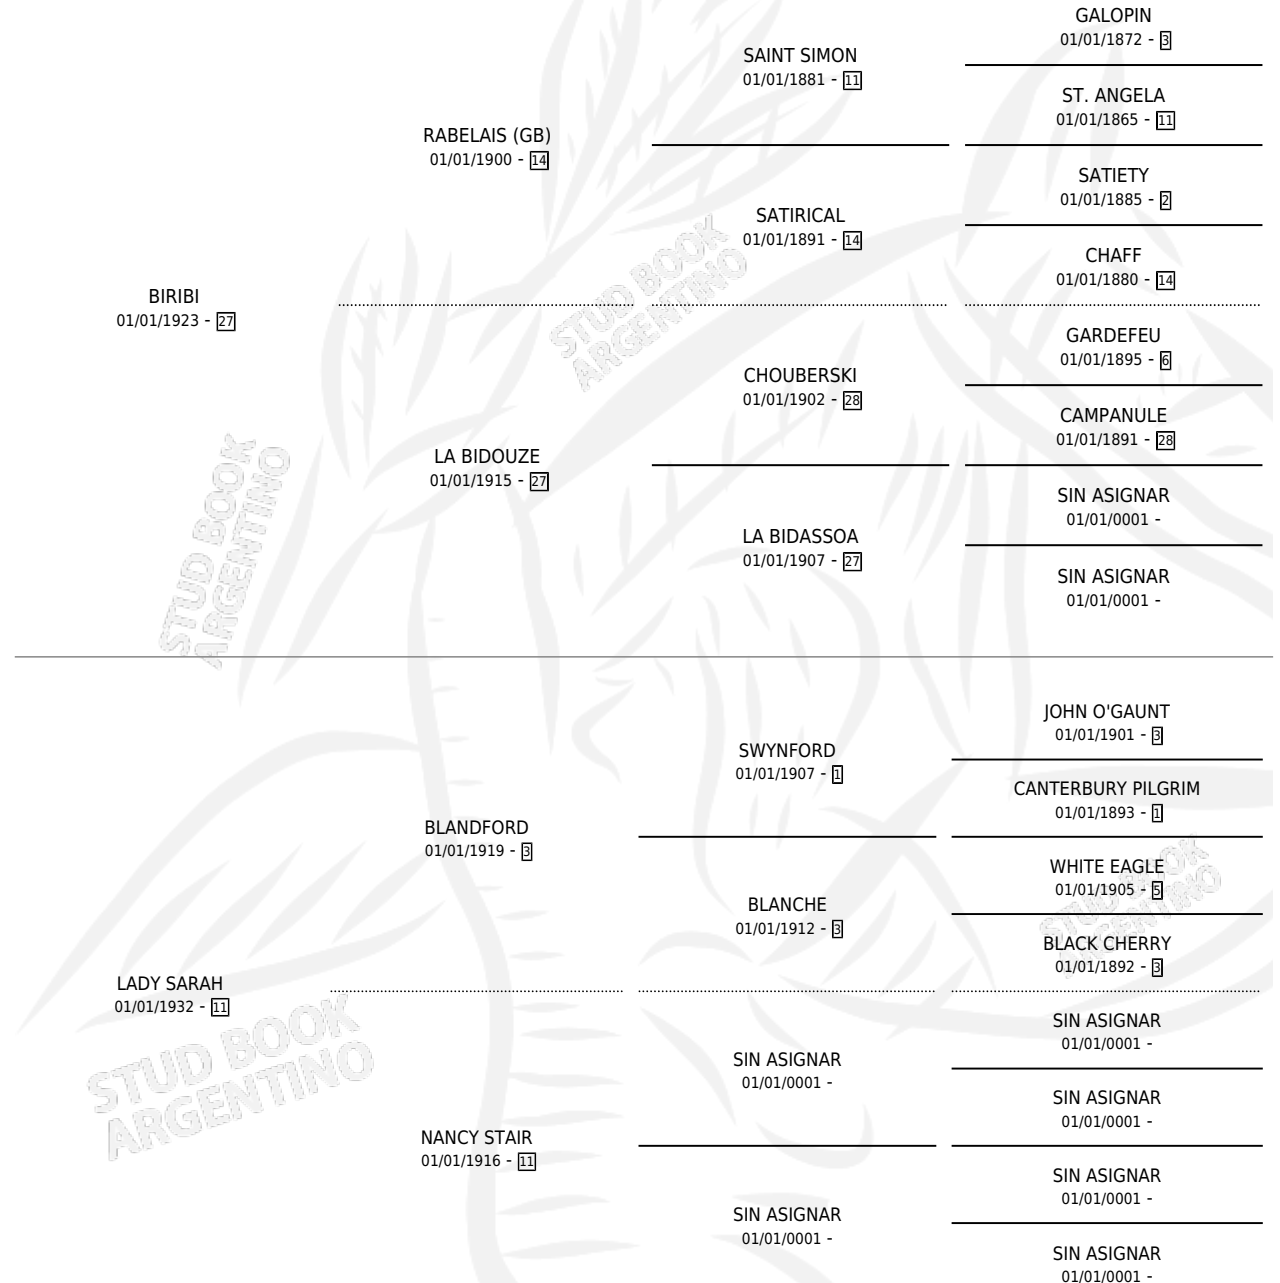 GALOPIN
01/01/1872 - 3
SAINT SIMON
01/01/1881 - 11
ST. ANGELA
01/01/1865 - 11
RABELAIS (GB)
01/01/1900 - 14
SATIETY
01/01/1885 - 2
SATIRICAL
01/01/1891 - 14
CHAFF
01/01/1880 - 14
BIRIBI
01/01/1923 - 27
GARDEFEU
01/01/1895 - 6
CHOUBERSKI
01/01/1902 - 28
CAMPANULE
01/01/1891 - 28
LA BIDOUZE
01/01/1915 - 27
SIN ASIGNAR
01/01/0001 -
LA BIDASSOA
01/01/1907 - 27
SIN ASIGNAR
01/01/0001 -
JOHN O'GAUNT
01/01/1901 - 3
SWYNFORD
01/01/1907 - 1
CANTERBURY PILGRIM
01/01/1893 - 1
BLANDFORD
01/01/1919 - 3
WHITE EAGLE
01/01/1905 - 5
BLANCHE
01/01/1912 - 3
BLACK CHERRY
01/01/1892 - 3
LADY SARAH
01/01/1932 - 11
SIN ASIGNAR
01/01/0001 -
SIN ASIGNAR
01/01/0001 -
SIN ASIGNAR
01/01/0001 -
NANCY STAIR
01/01/1916 - 11
SIN ASIGNAR
01/01/0001 -
SIN ASIGNAR
01/01/0001 -
SIN ASIGNAR
01/01/0001 -
STUD BOOK
ARGENTINO
STUD BOOK
ARGENTINO
STUD BOOK
ARGENTINO
STUD BOOK
ARGENTINO